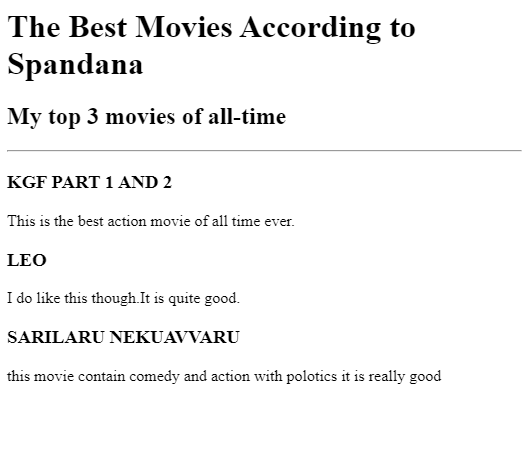 The Best Movies According to
Spandana
My top 3 movies of all-time
KGF PART 1 AND 2
This is the best action movie of all time ever.
LEO
I do like this though.It is quite good.
SARILARU NEKUAVVARU
this movie contain comedy and action with polotics it is really good